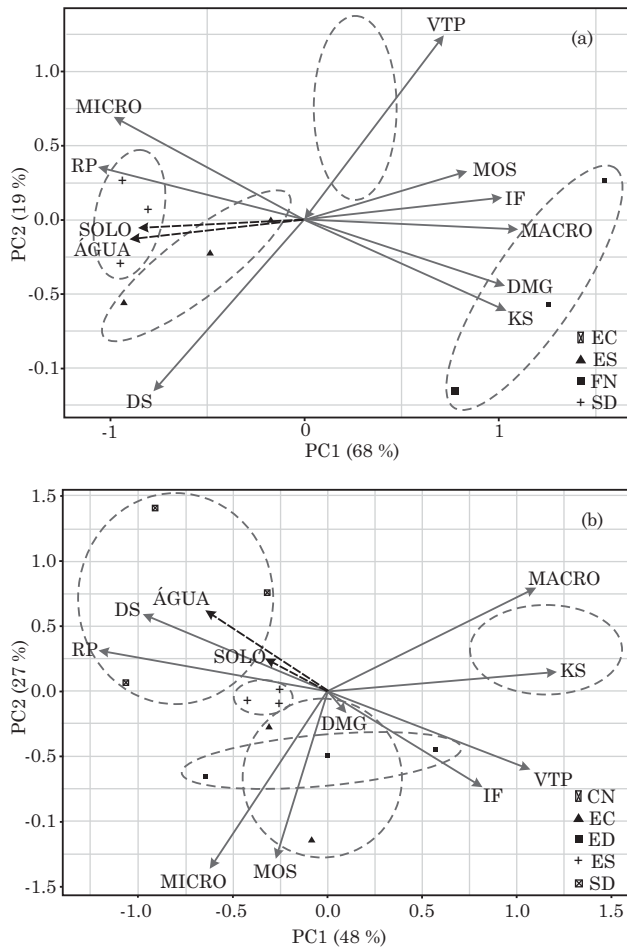 (a)
VTP
MICRO
RP
SOLO
ÁGUA
DS
MOS
IF
MACRO
DMG
KS
EC
ES
FN
SD
1.0
0.5
0.0
-0.5
-0.1
PC2 (19 %)
-1
0
1
PC1 (68 %)
(b)
MACRO
ÁGUA
DS
RP
SOLO
KS
DMG
VTP
IF
MICRO
MOS
CN
EC
ED
ES
SD
1.5
1.0
0.5
0.0
-0.5
-1.0
-1.5
PC2 (27 %)
-1.0
-0.5
0.0
0.5
1.0
1.5
PC1 (48 %)